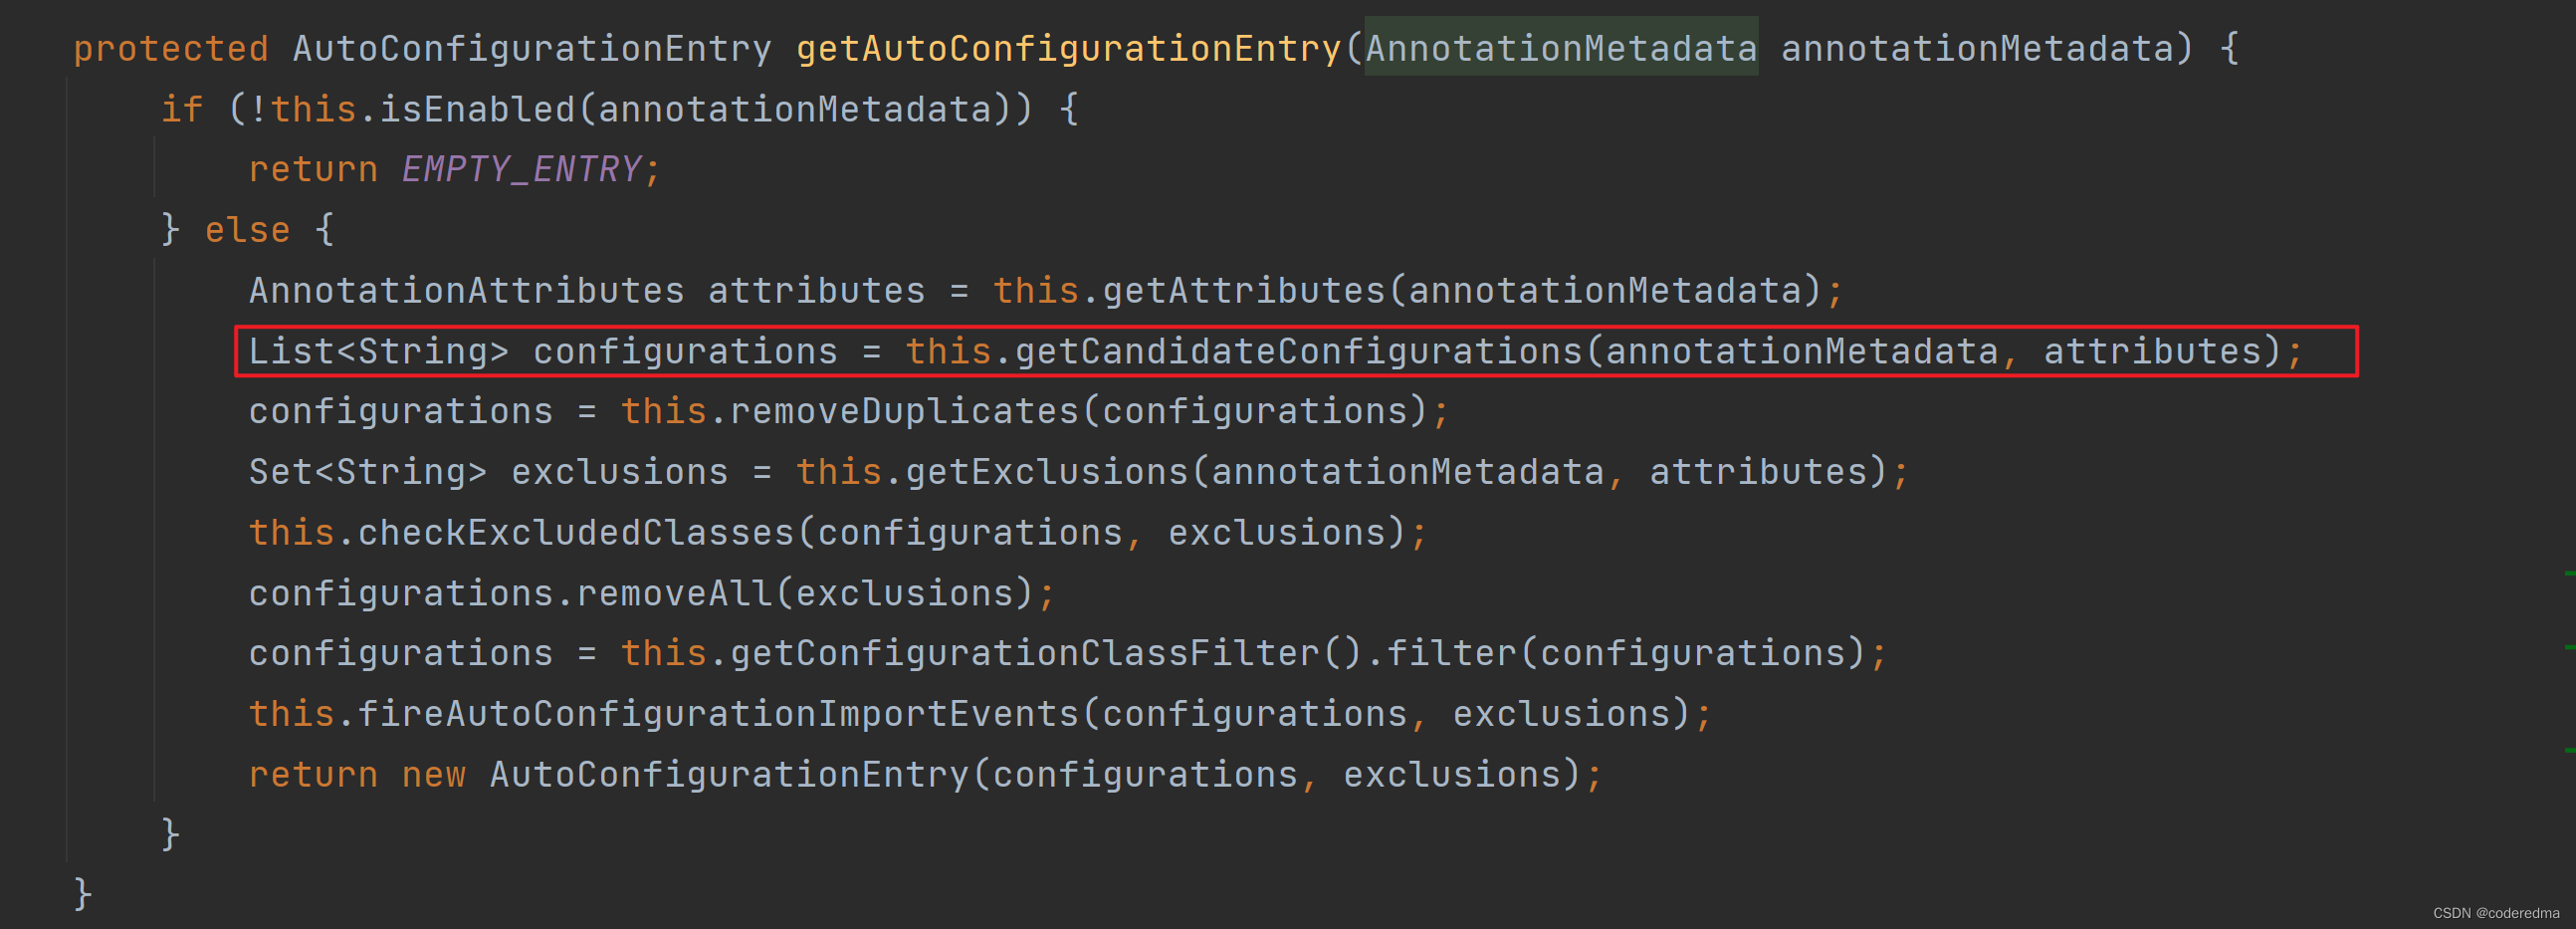 protected AutoConfigurationEntry getAutoConfigurationEntry(AnnotationMetadata annotationMetadata) {
    if (!this.isEnabled(annotationMetadata)) {
        return EMPTY_ENTRY;
    } else {
        AnnotationAttributes attributes = this.getAttributes(annotationMetadata);
        List<String> configurations = this.getCandidateConfigurations(annotationMetadata, attributes);
        configurations = this.removeDuplicates(configurations);
        Set<String> exclusions = this.getExclusions(annotationMetadata, attributes);
        this.checkExcludedClasses(configurations, exclusions);
        configurations.removeAll(exclusions);
        configurations = this.getConfigurationClassFilter().filter(configurations);
        this.fireAutoConfigurationImportEvents(configurations, exclusions);
        return new AutoConfigurationEntry(configurations, exclusions);
    }
}
CSDN @coderedma